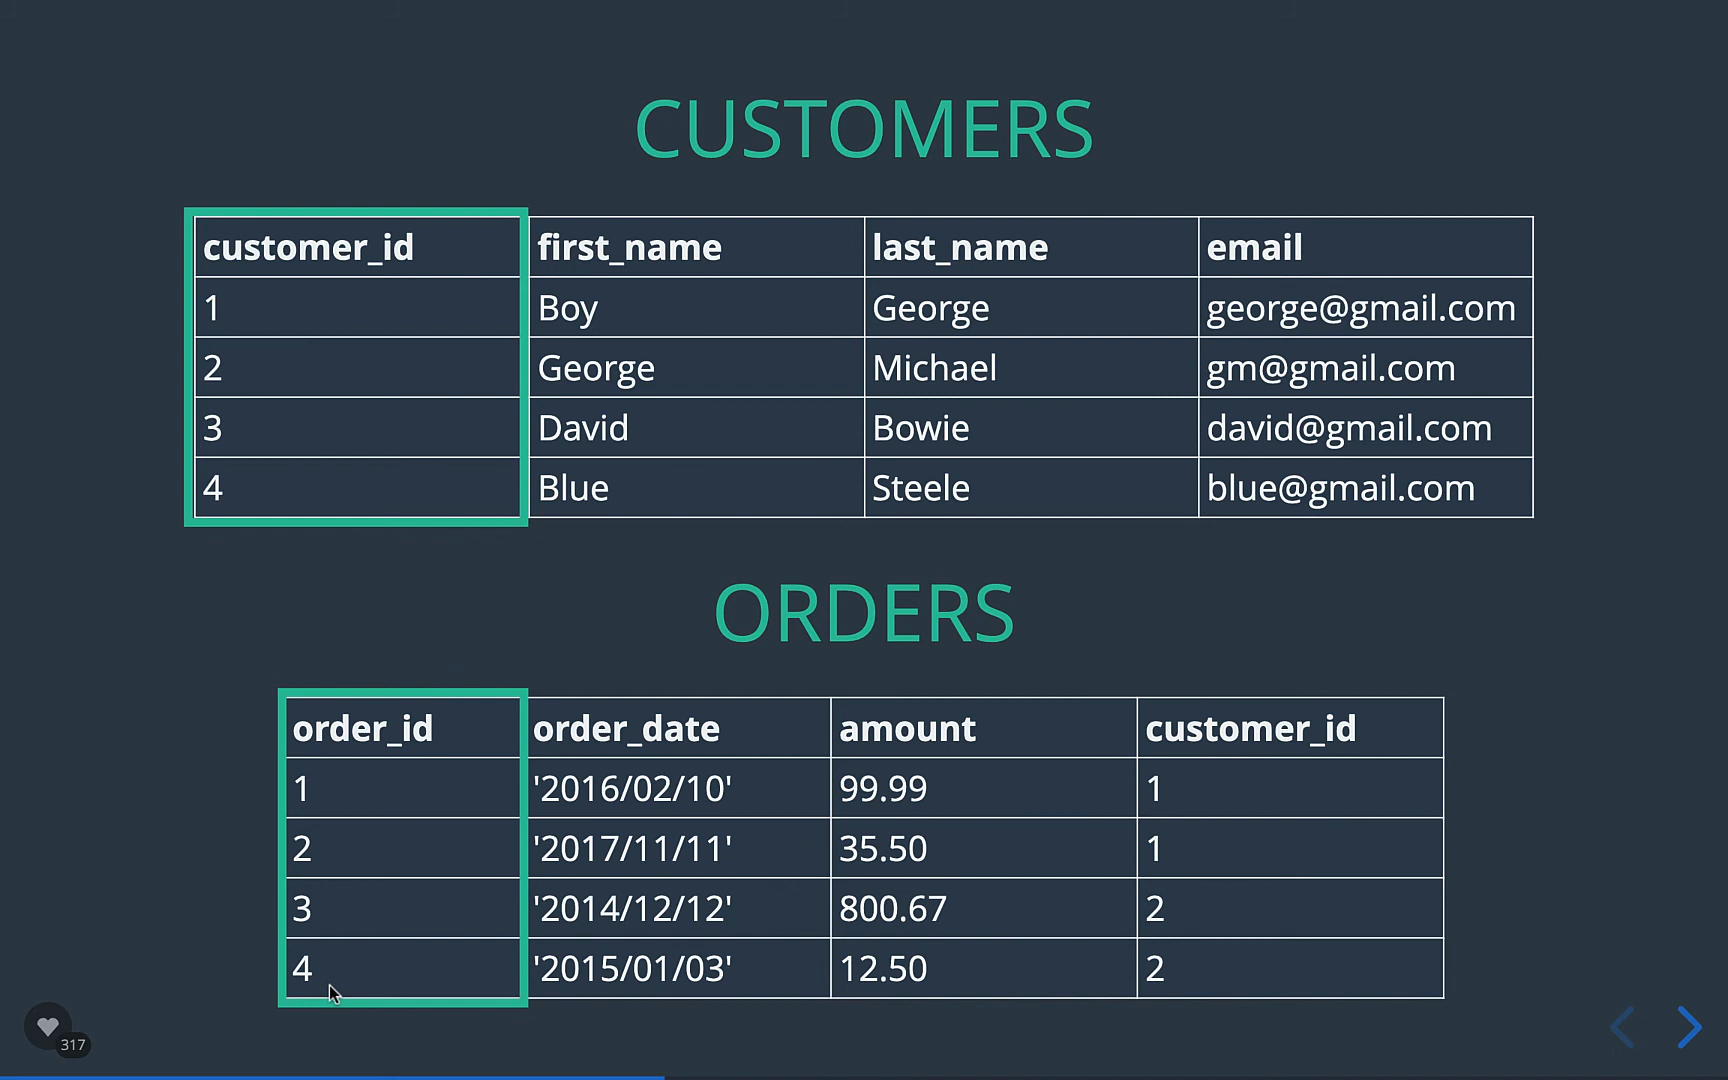 CUSTOMERS
customer_id first_name last_name email
1 Boy George george@gmail.com
2 George Michael gm@gmail.com
3 David Bowie david@gmail.com
4 Blue Steele blue@gmail.com
ORDERS
order_id order_date amount customer_id
1 '2016/02/10' 99.99 1
2 '2017/11/11' 35.50 1
3 '2014/12/12' 800.67 2
4 '2015/01/03' 12.50 2
317